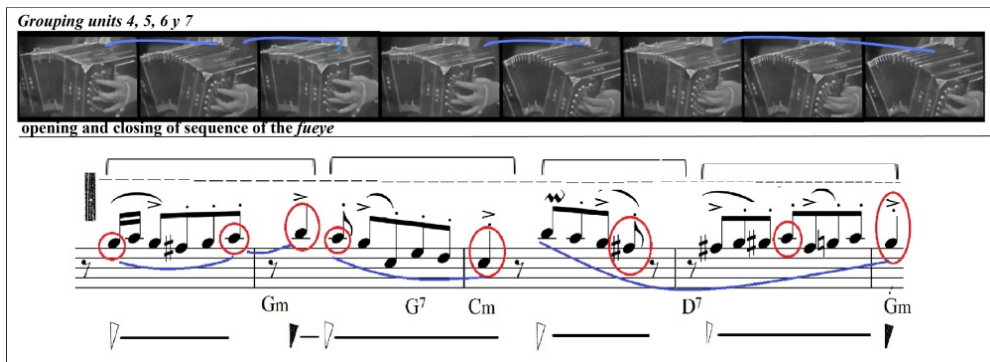 Grouping units 4, 5, 6 y 7
opening and closing of sequence of the fueye
Gm G7 Cm D7 Gm